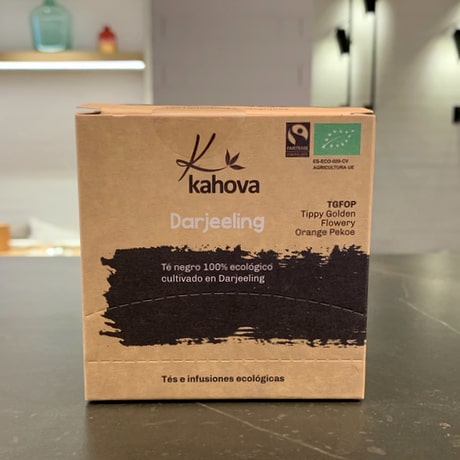 K
kahova
FAIRTRADE
ES-ECO-020-CV
AGRICULTURA UE
Darjeeling
TGFOP
Tippy Golden
Flowery
Orange Pekoe
Té negro 100% ecológico
cultivado en Darjeeling
Tés e infusiones ecológicas